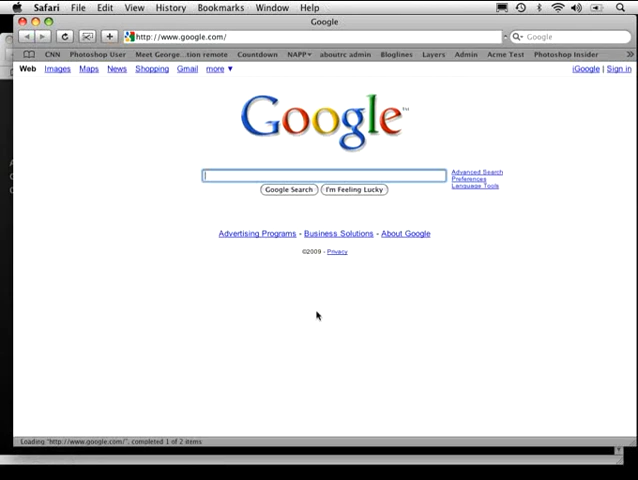 Safari File Edit View History Bookmarks Window Help
Google
http://www.google.com/
Google
CNN Photoshop User Meet George...tion remote Countdown NAPP aboutrc admin Bloglines Layers Admin Acme Test Photoshop Insider
Web Images Maps News Shopping Gmail more ▼ iGoogle | Sign in
Google™
Advanced Search
Preferences
Language Tools
Google Search I'm Feeling Lucky
Advertising Programs - Business Solutions - About Google
©2009 - Privacy
Loading "http://www.google.com/", completed 1 of 2 items